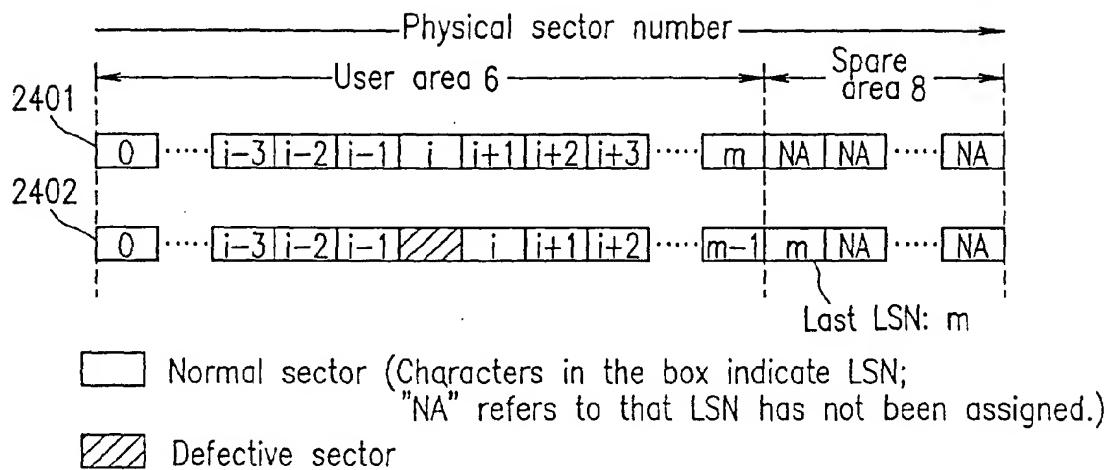 Physical sector number
User area 6
Spare
area 8
2401
0 ····· i-3 i-2 i-1 i i+1 i+2 i+3 ····· m NA NA ····· NA
2402
0 ····· i-3 i-2 i-1 i i+1 i+2 ····· m-1 m NA ····· NA
Last LSN: m
Normal sector (Characters in the box indicate LSN;
"NA" refers to that LSN has not been assigned.)
Defective sector